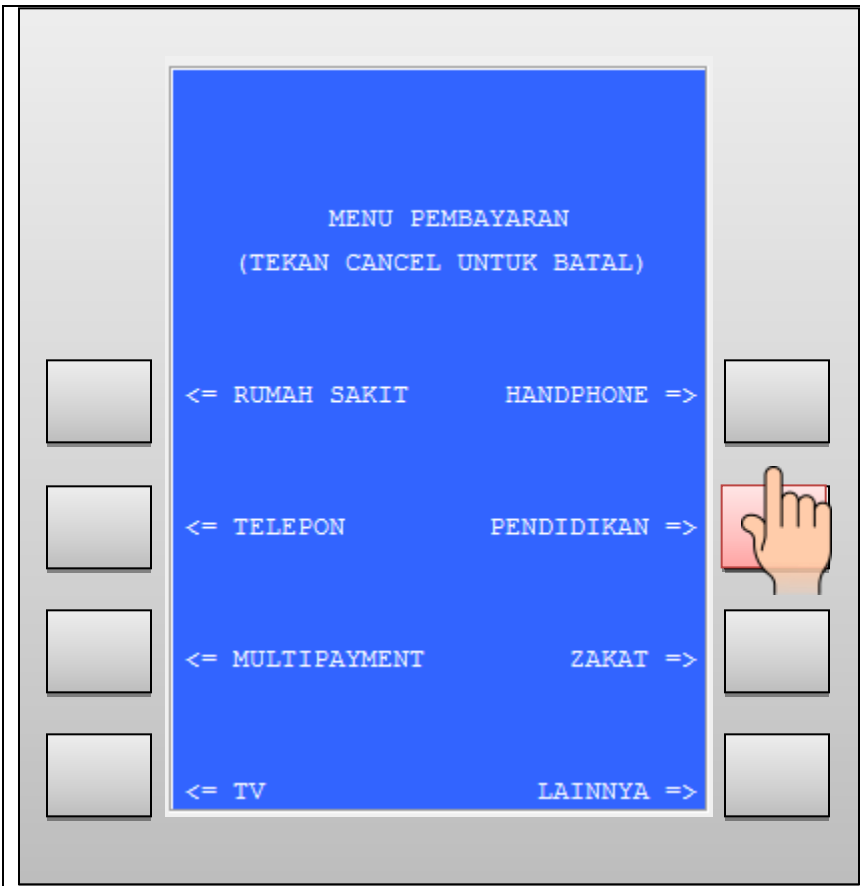 MENU PEMBAYARAN
(TEKAN CANCEL UNTUK BATAL)
<= RUMAH SAKIT HANDPHONE =>
<= TELEPON PENDIDIKAN =>
<= MULTIPAYMENT ZAKAT =>
<= TV LAINNYA =>